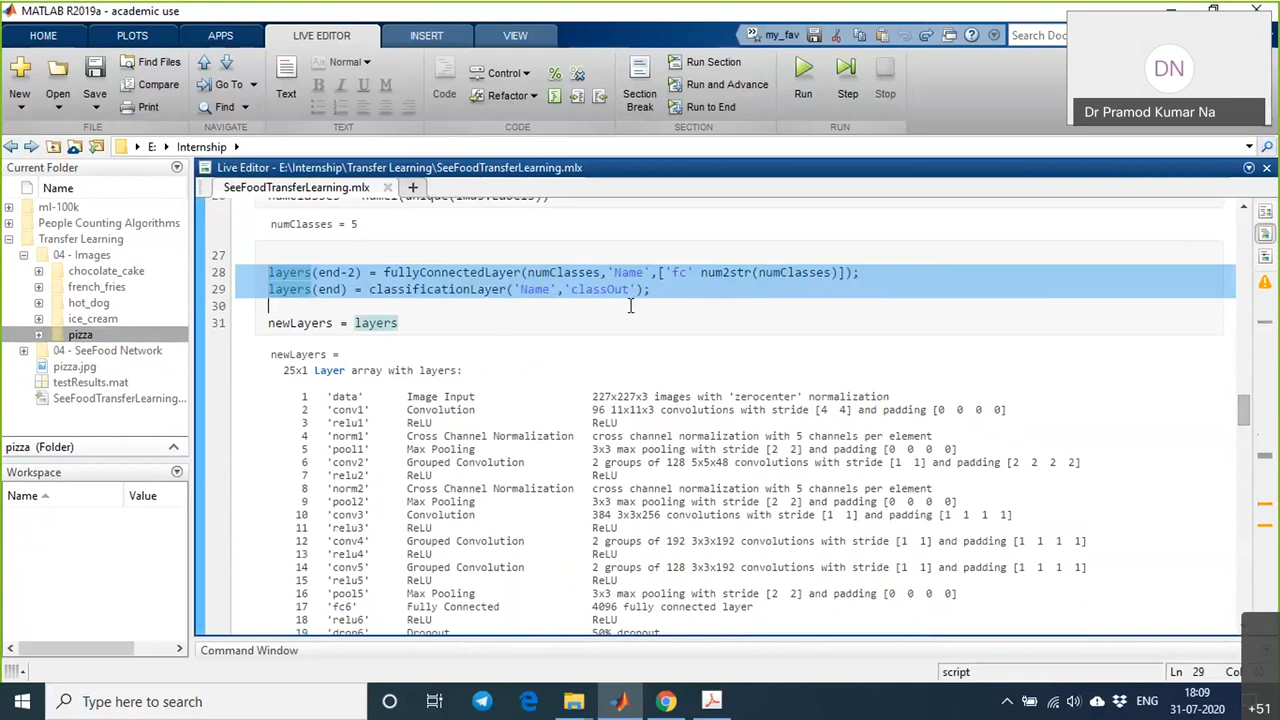 MATLAB R2019a - academic use
HOME PLOTS APPS LIVE EDITOR INSERT VIEW my_fav Search Doc
New Open Save Find Files Compare Print
Go To Find
Text Normal B I U M
Code Control Refactor
Section Break Run Section Run and Advance Run to End
Run Step Stop
FILE NAVIGATE TEXT CODE SECTION RUN
DN
Dr Pramod Kumar Na
E: Internship
Current Folder
Name
ml-100k
People Counting Algorithms
Transfer Learning
04 - Images
chocolate_cake
french_fries
hot_dog
ice_cream
pizza
04 - SeeFood Network
pizza.jpg
testResults.mat
SeeFoodTransferLearning...
pizza (Folder)
Workspace
Name Value
Live Editor - E:\Internship\Transfer Learning\SeeFoodTransferLearning.mlx
SeeFoodTransferLearning.mlx
numClasses = 5
27
28 layers(end-2) = fullyConnectedLayer(numClasses,'Name',['fc' num2str(numClasses)]);
29 layers(end) = classificationLayer('Name','classOut');
30
31 newLayers = layers
newLayers =
25x1 Layer array with layers:
1 'data' Image Input 227x227x3 images with 'zerocenter' normalization
2 'conv1' Convolution 96 11x11x3 convolutions with stride [4 4] and padding [0 0 0 0]
3 'relu1' ReLU ReLU
4 'norm1' Cross Channel Normalization cross channel normalization with 5 channels per element
5 'pool1' Max Pooling 3x3 max pooling with stride [2 2] and padding [0 0 0 0]
6 'conv2' Grouped Convolution 2 groups of 128 5x5x48 convolutions with stride [1 1] and padding [2 2 2 2]
7 'relu2' ReLU ReLU
8 'norm2' Cross Channel Normalization cross channel normalization with 5 channels per element
9 'pool2' Max Pooling 3x3 max pooling with stride [2 2] and padding [0 0 0 0]
10 'conv3' Convolution 384 3x3x256 convolutions with stride [1 1] and padding [1 1 1 1]
11 'relu3' ReLU ReLU
12 'conv4' Grouped Convolution 2 groups of 192 3x3x192 convolutions with stride [1 1] and padding [1 1 1 1]
13 'relu4' ReLU ReLU
14 'conv5' Grouped Convolution 2 groups of 128 3x3x192 convolutions with stride [1 1] and padding [1 1 1 1]
15 'relu5' ReLU ReLU
16 'pool5' Max Pooling 3x3 max pooling with stride [2 2] and padding [0 0 0 0]
17 'fc6' Fully Connected 4096 fully connected layer
18 'relu6' ReLU ReLU
19 'drop6' Dropout 50% dropout
Command Window
script Ln 29 Co
Type here to search
ENG
18:09
31-07-2020
+51